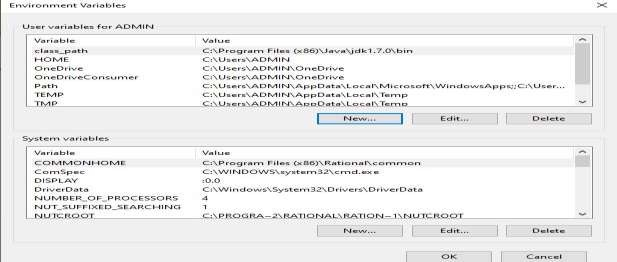 Environment Variables
User variables for ADMIN
Variable Value
class_path C:\Program Files (x86)\Java\jdk1.7.0\bin
HOME C:\Users\ADMIN
OneDrive C:\Users\ADMIN\OneDrive
OneDriveConsumer C:\Users\ADMIN\OneDrive
Path C:\Users\ADMIN\AppData\Local\Microsoft\WindowsApps;;C:\User...
TEMP C:\Users\ADMIN\AppData\Local\Temp
TMP C:\Users\ADMIN\AppData\Local\Temp
New... Edit... Delete
System variables
Variable Value
COMMONHOME C:\Program Files (x86)\Rational\common
ComSpec C:\WINDOWS\system32\cmd.exe
DISPLAY :0.0
DriverData C:\Windows\System32\Drivers\DriverData
NUMBER_OF_PROCESSORS 4
NUT_SUFFIXED_SEARCHING 1
NUTCROOT C:\PROGRA~2\RATIONAL\RATION~1\NUTCROOT
New... Edit... Delete
OK Cancel